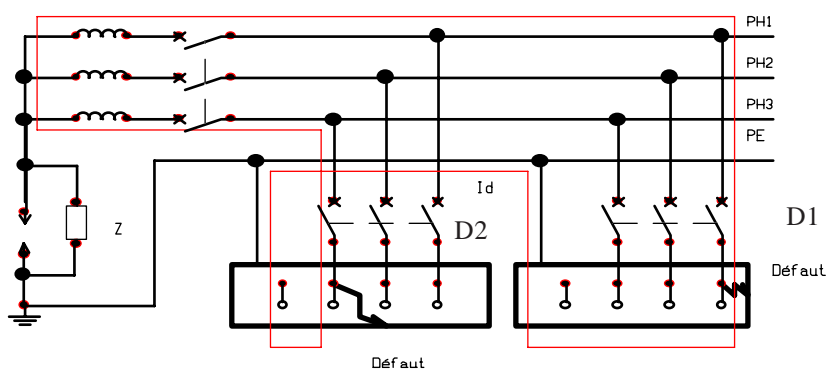 PH1
PH2
PH3
PE
Id
Z
D2
D1
Défaut
Défaut